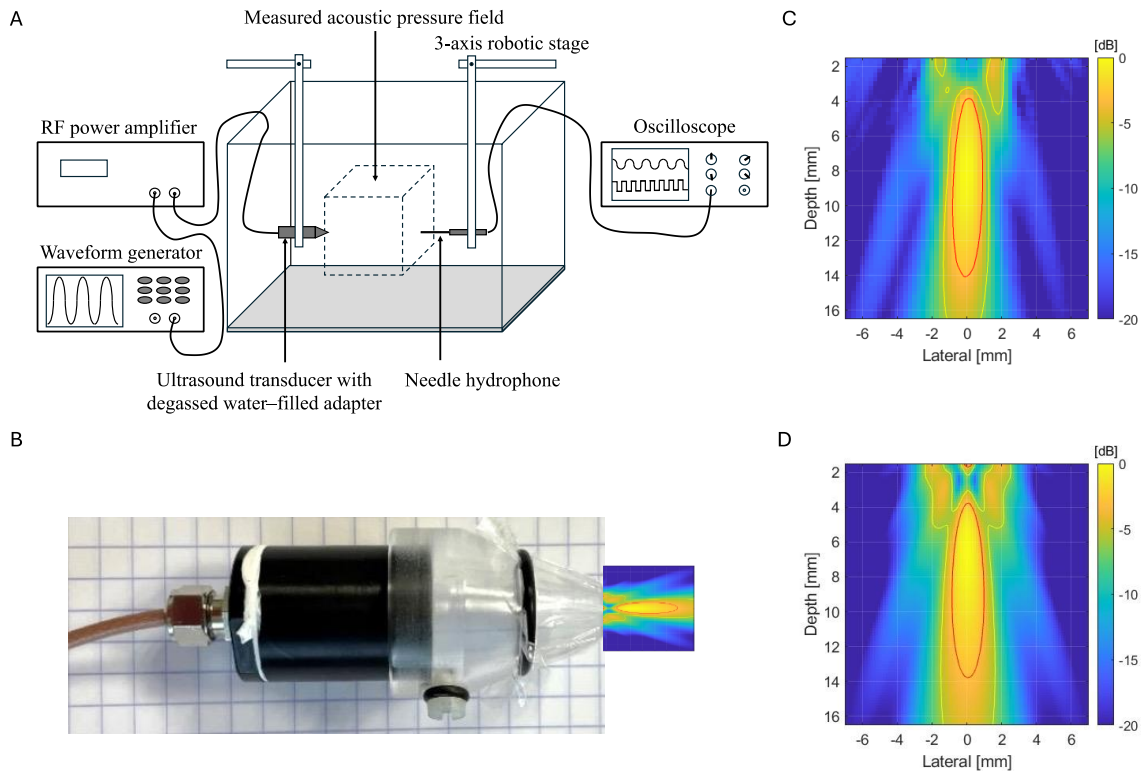 A
Measured acoustic pressure field
3-axis robotic stage
RF power amplifier
Oscilloscope
Waveform generator
Ultrasound transducer with
degassed water–filled adapter
Needle hydrophone
B
C
[dB]
2
4
6
8
10
12
14
16
Depth [mm]
-6 -4 -2 0 2 4 6
Lateral [mm]
0
-5
-10
-15
-20
D
[dB]
2
4
6
8
10
12
14
16
Depth [mm]
-6 -4 -2 0 2 4 6
Lateral [mm]
0
-5
-10
-15
-20